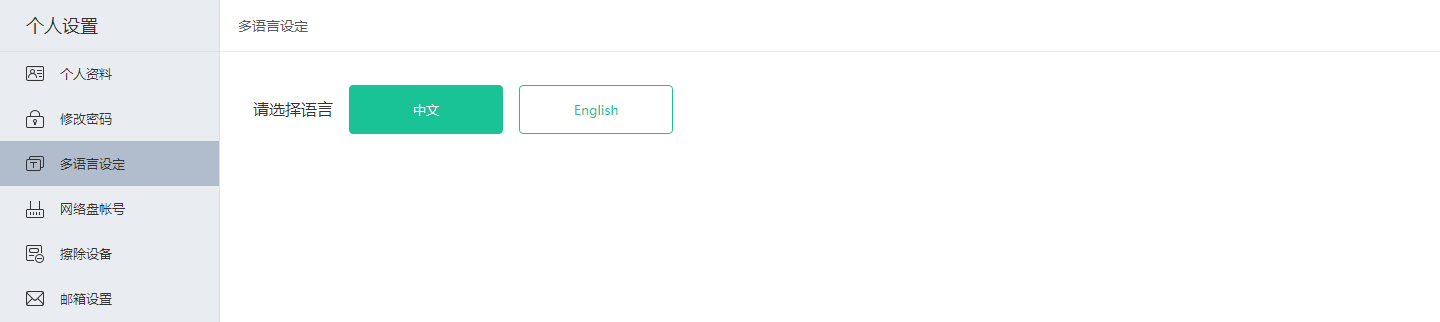 个人设置
多语言设定
个人资料
修改密码
多语言设定
网络盘帐号
擦除设备
邮箱设置
请选择语言
中文
English